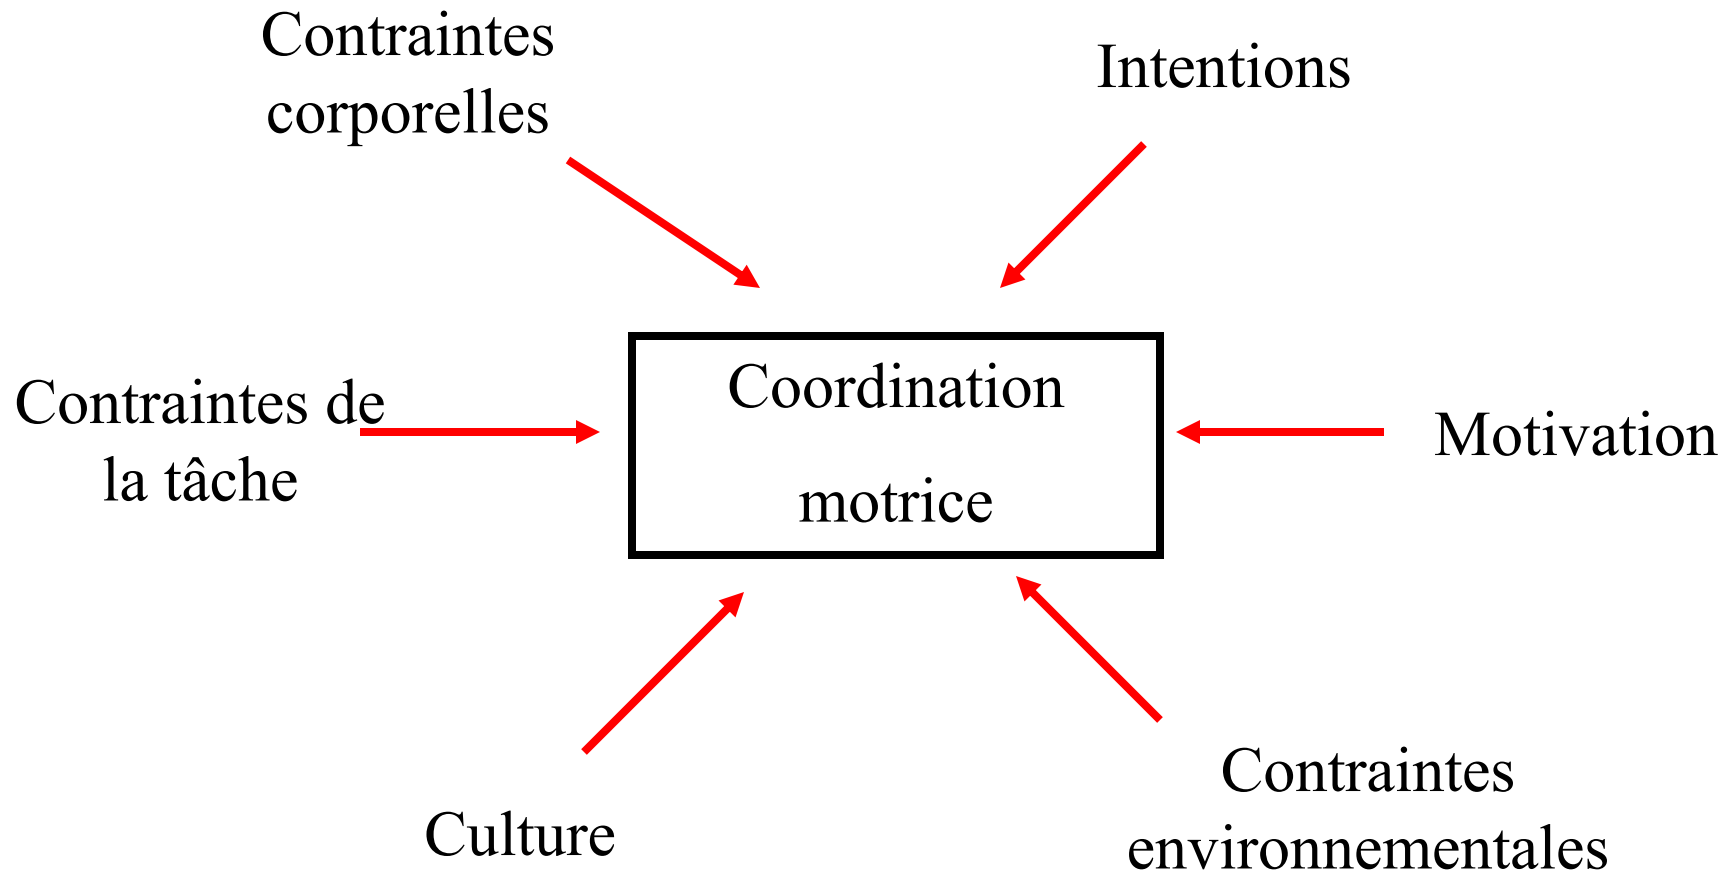 Contraintes
corporelles
Intentions
Contraintes de
la tâche
Coordination
motrice
Motivation
Culture
Contraintes
environnementales